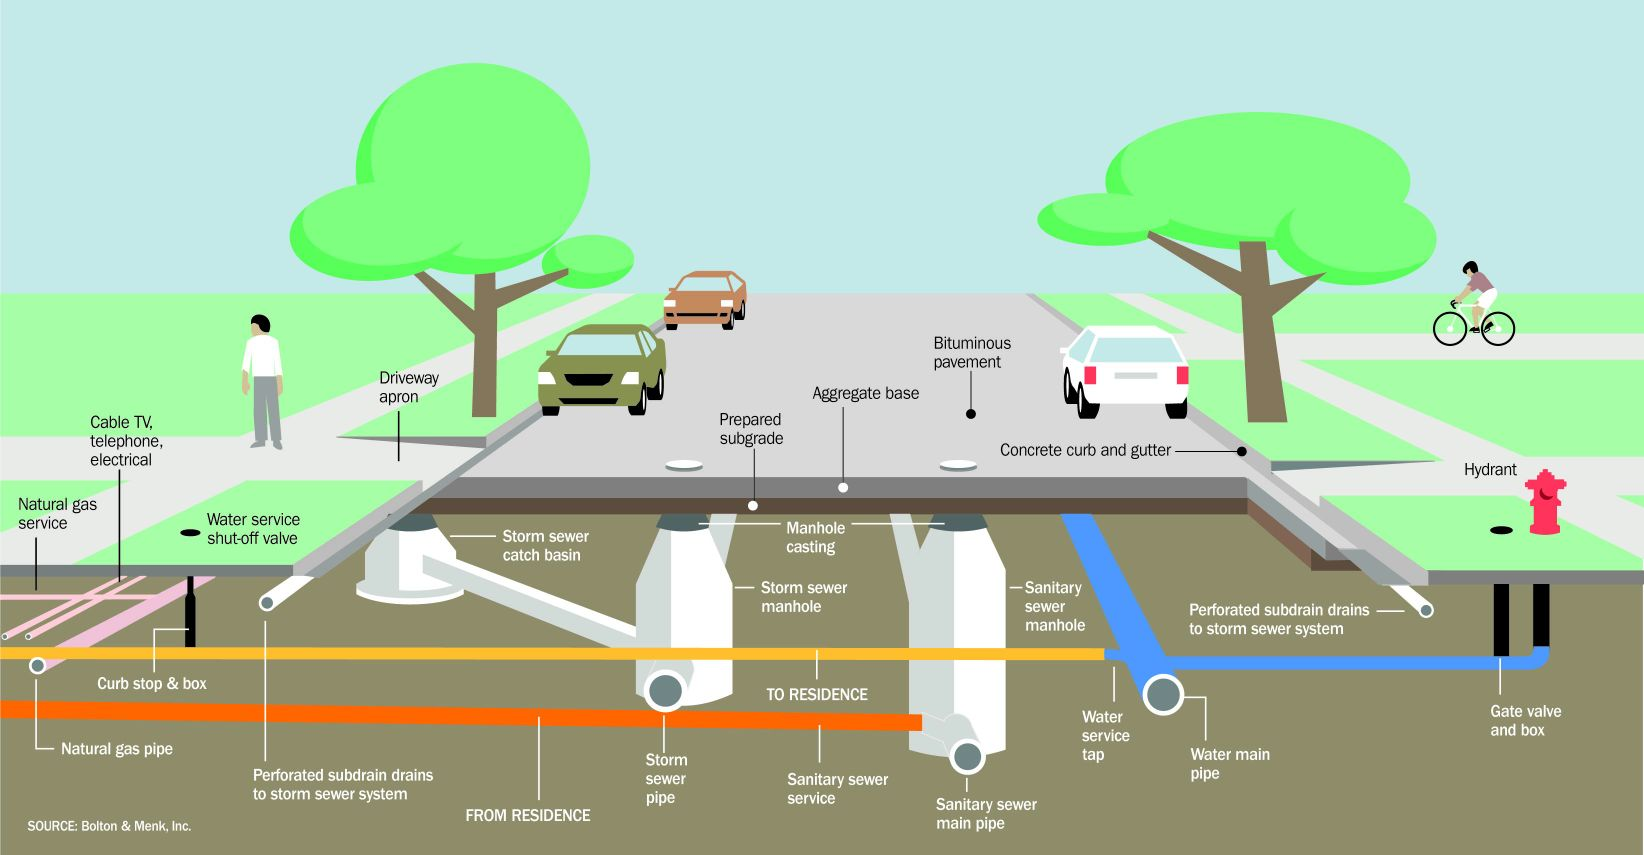 Driveway
apron
Cable TV,
telephone,
electrical
Natural gas
service
Water service
shut-off valve
Bituminous
pavement
Aggregate base
Prepared
subgrade
Concrete curb and gutter
Hydrant
Storm sewer
catch basin
Manhole
casting
Storm sewer
manhole
Sanitary
sewer
manhole
Perforated subdrain drains
to storm sewer system
Curb stop & box
TO RESIDENCE
Natural gas pipe
Perforated subdrain drains
to storm sewer system
FROM RESIDENCE
Storm
sewer
pipe
Sanitary sewer
service
Sanitary sewer
main pipe
Water
service
tap
Water main
pipe
Gate valve
and box
SOURCE: Bolton & Menk, Inc.